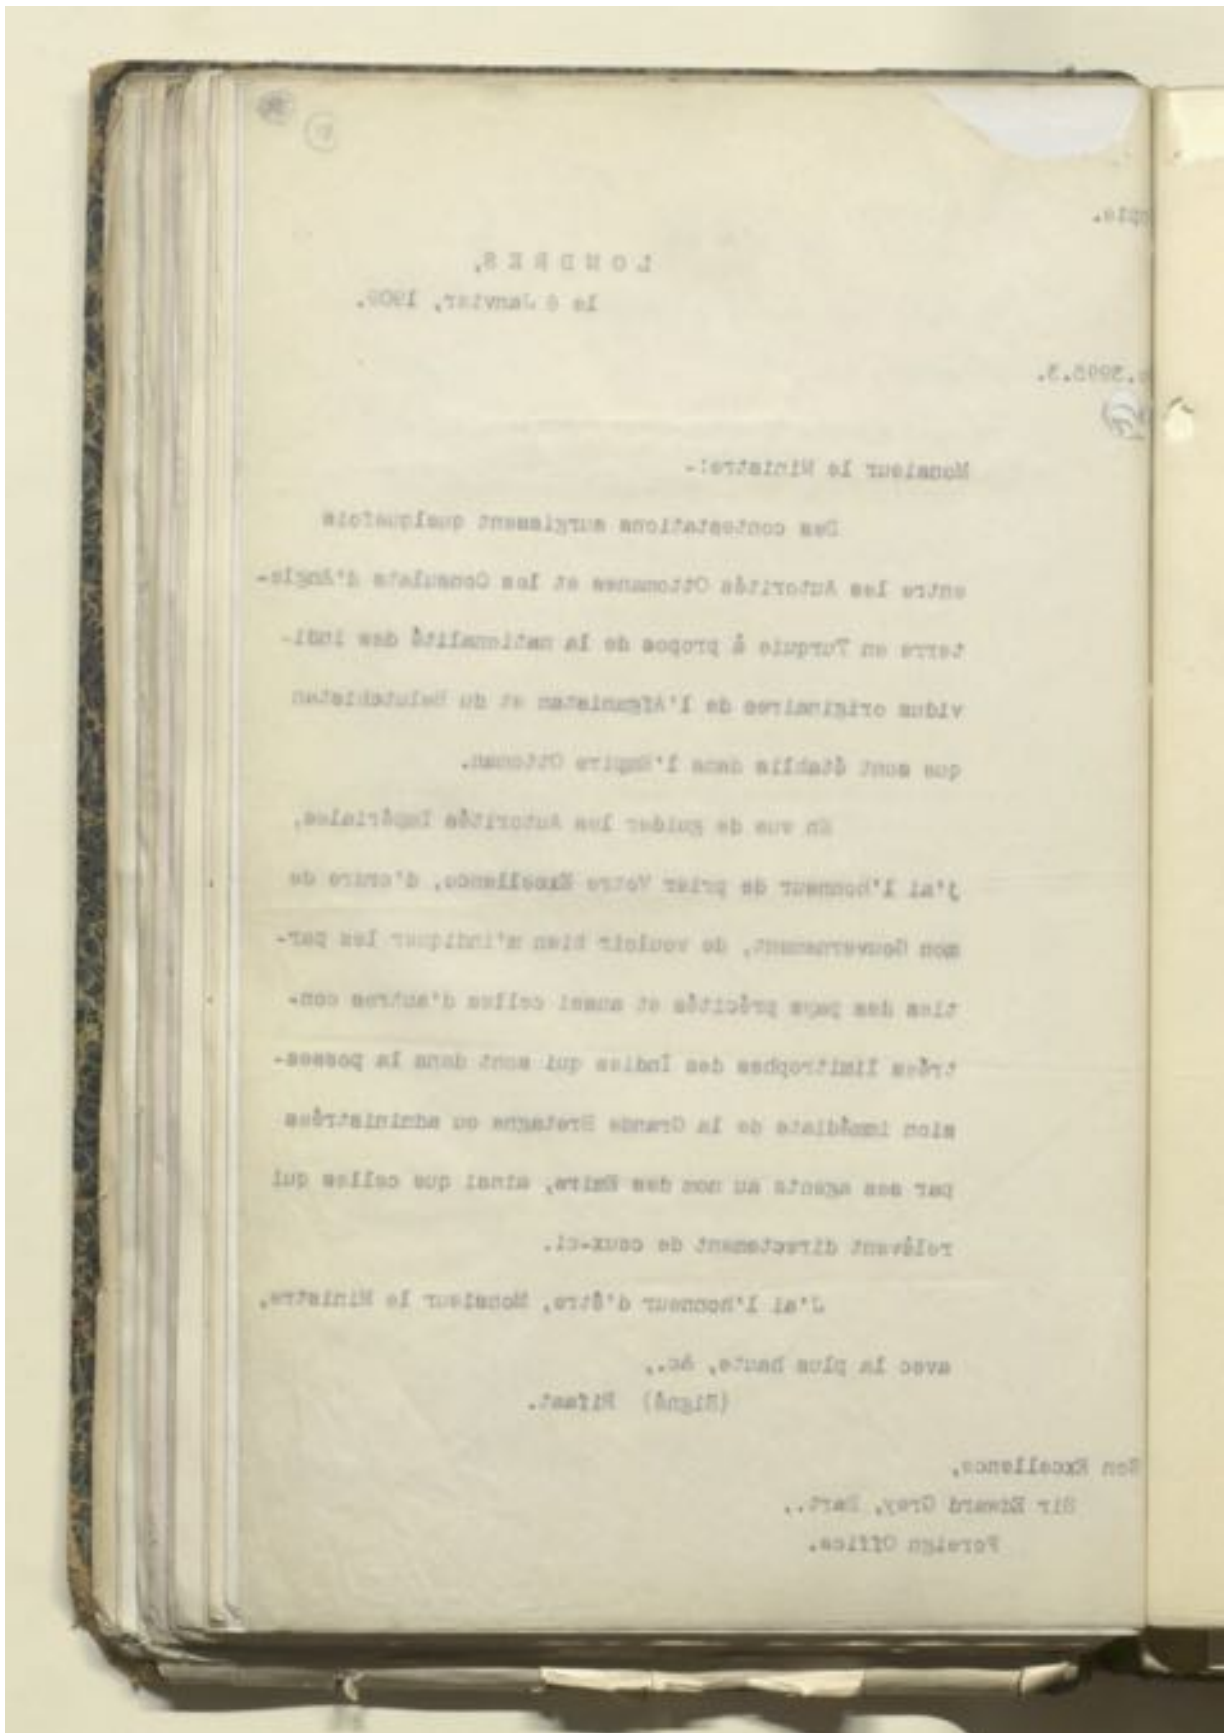 LONDRES,
le 6 Janvier, 1909.
.3995.3.
Monsieur le Ministre:-
Des contestations surgissent quelquefois
entre les Autorités Ottomanes et les Consulats d'Angle-
terre en Turquie à propos de la nationalité des indi-
vidus originaires de l'Afganistan et du Belutchistan
que sont établis dans l'Empire Ottoman.
En vue de guider les Autorités Impériales,
j'ai l'honneur de prier Votre Excellence, d'ordre de
mon Gouvernement, de vouloir bien m'indiquer les par-
ties des pays précités et aussi celles d'autres con-
trées limitrophes des Indies qui sont dans la posses-
sion immédiate de la Grande Bretagne ou administrées
par ses agents au nom des Emirs, ainsi que celles qui
relèvant directement de ceux-ci.
J'ai l'honneur d'être, Monsieur le Ministre,
avec la plus haute, &c.,
(Signé) Rifaat.
Son Excellence,
Sir Edward Grey, Bart.,
Foreign Office.